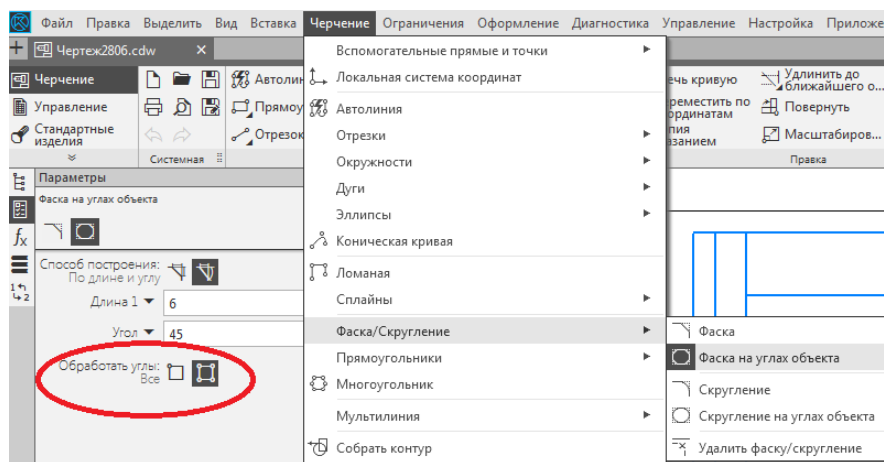 Файл Правка Выделить Вид Вставка Черчение Ограничения Оформление Диагностика Управление Настройка Приложе
Чертеж2806.cdw
Черчение
Управление
Стандартные
изделия
Системная
Автолин
Прямоу
Отрезок
Параметры
Фаска на углах объекта
Способ построения:
По длине и углу
Длина 1 6
Угол 45
Обработать углы:
Все
Вспомогательные прямые и точки
Локальная система координат
Автолиния
Отрезки
Окружности
Дуги
Эллипсы
Коническая кривая
Ломаная
Сплайны
Фаска/Скругление
Прямоугольники
Многоугольник
Мультилиния
Собрать контур
Фаска
Фаска на углах объекта
Скругление
Скругление на углах объекта
Удалить фаску/скругление
ечь кривую
реместить по
ординатам
пия
азанием
Удлинить до
ближайшего о...
Повернуть
Масштабиров...
Правка